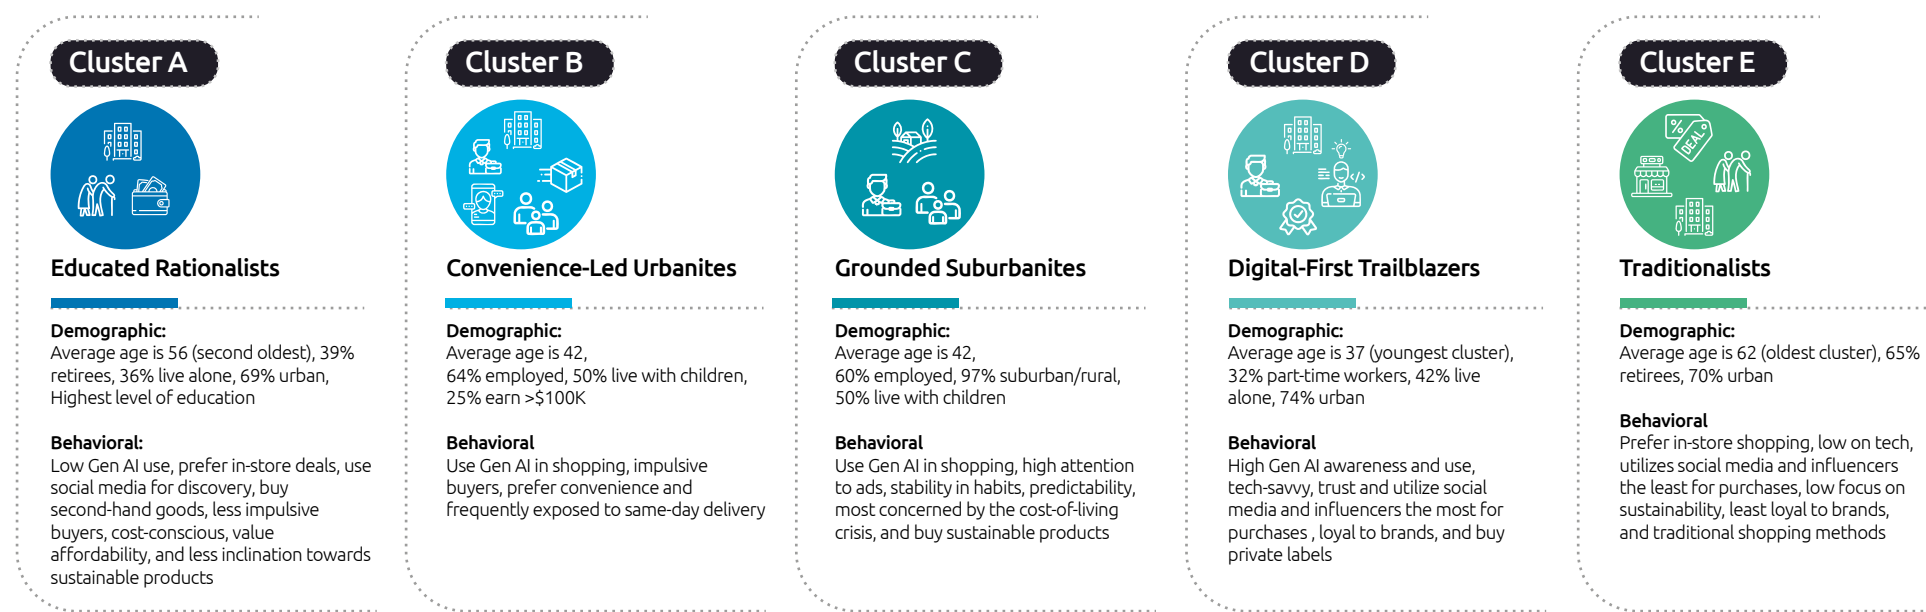 Cluster A
Educated Rationalists
Demographic:
Average age is 56 (second oldest), 39%
retirees, 36% live alone, 69% urban,
Highest level of education
Behavioral:
Low Gen AI use, prefer in-store deals, use
social media for discovery, buy
second-hand goods, less impulsive
buyers, cost-conscious, value
affordability, and less inclination towards
sustainable products
Cluster B
Convenience-Led Urbanites
Demographic:
Average age is 42,
64% employed, 50% live with children,
25% earn >$100K
Behavioral
Use Gen AI in shopping, impulsive
buyers, prefer convenience and
frequently exposed to same-day delivery
Cluster C
Grounded Suburbanites
Demographic:
Average age is 42,
60% employed, 97% suburban/rural,
50% live with children
Behavioral
Use Gen AI in shopping, high attention
to ads, stability in habits, predictability,
most concerned by the cost-of-living
crisis, and buy sustainable products
Cluster D
Digital-First Trailblazers
Demographic:
Average age is 37 (youngest cluster),
32% part-time workers, 42% live
alone, 74% urban
Behavioral
High Gen AI awareness and use,
tech-savvy, trust and utilize social
media and influencers the most for
purchases , loyal to brands, and buy
private labels
Cluster E
%
DEAL
Traditionalists
Demographic:
Average age is 62 (oldest cluster), 65%
retirees, 70% urban
Behavioral
Prefer in-store shopping, low on tech,
utilizes social media and influencers
the least for purchases, low focus on
sustainability, least loyal to brands,
and traditional shopping methods